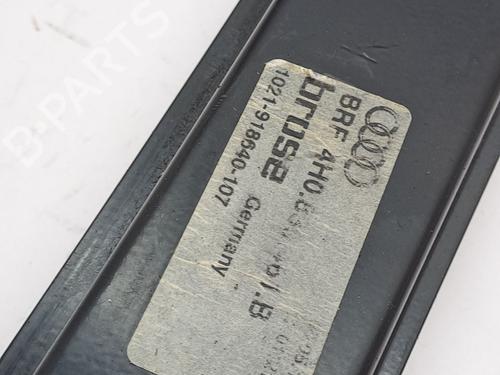 BRF 4H0.
brose Germany
1021-918640-107
B-PARTS